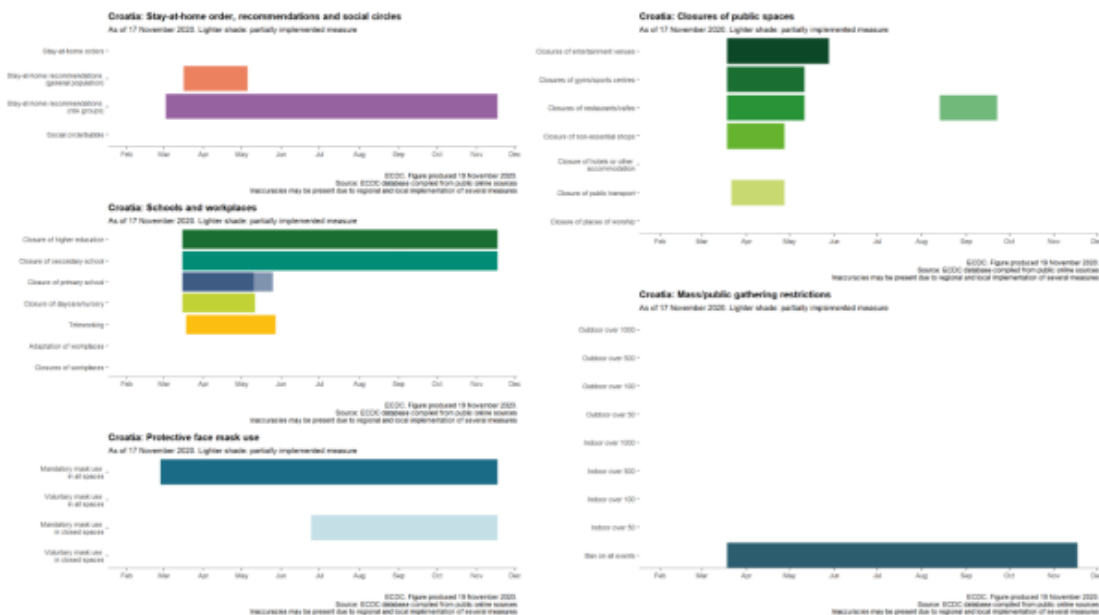 Croatia: Stay-at-home order, recommendations and social circles
As of 17 November 2020. Lighter shade: partially implemented measure
Stay-at-home orders
Stay-at-home recommendations
(general population)
Stay-at-home recommendations
(risk groups)
Social circle/bubble
Feb Mar Apr May Jun Jul Aug Sep Oct Nov Dec
ECDC. Figure produced 19 November 2020.
Source: ECDC database compiled from public online sources
Inaccuracies may be present due to regional and local implementation of several measures
Croatia: Schools and workplaces
As of 17 November 2020. Lighter shade: partially implemented measure
Closure of higher education
Closure of secondary school
Closure of primary school
Closure of daycare/nursery
Teleworking
Adaptation of workplaces
Closures of workplaces
Feb Mar Apr May Jun Jul Aug Sep Oct Nov Dec
ECDC. Figure produced 19 November 2020.
Source: ECDC database compiled from public online sources
Inaccuracies may be present due to regional and local implementation of several measures
Croatia: Protective face mask use
As of 17 November 2020. Lighter shade: partially implemented measure
Mandatory mask use
in all spaces
Voluntary mask use
in all spaces
Mandatory mask use
in closed spaces
Voluntary mask use
in closed spaces
Feb Mar Apr May Jun Jul Aug Sep Oct Nov Dec
ECDC. Figure produced 19 November 2020.
Source: ECDC database compiled from public online sources
Inaccuracies may be present due to regional and local implementation of several measures
Croatia: Closures of public spaces
As of 17 November 2020. Lighter shade: partially implemented measure
Closures of entertainment venues
Closures of gyms/sports centres
Closures of restaurants/cafes
Closure of non-essential shops
Closure of hotels or other
accommodation
Closure of public transport
Closure of places of worship
Feb Mar Apr May Jun Jul Aug Sep Oct Nov De
ECDC. Figure produced 19 November 2020.
Source: ECDC database compiled from public online sources
Inaccuracies may be present due to regional and local implementation of several measures
Croatia: Mass/public gathering restrictions
As of 17 November 2020. Lighter shade: partially implemented measure
Outdoor over 1000
Outdoor over 500
Outdoor over 100
Outdoor over 50
Indoor over 1000
Indoor over 500
Indoor over 100
Indoor over 50
Ban on all events
Feb Mar Apr May Jun Jul Aug Sep Oct Nov De
ECDC. Figure produced 19 November 2020.
Source: ECDC database compiled from public online sources
Inaccuracies may be present due to regional and local implementation of several measures